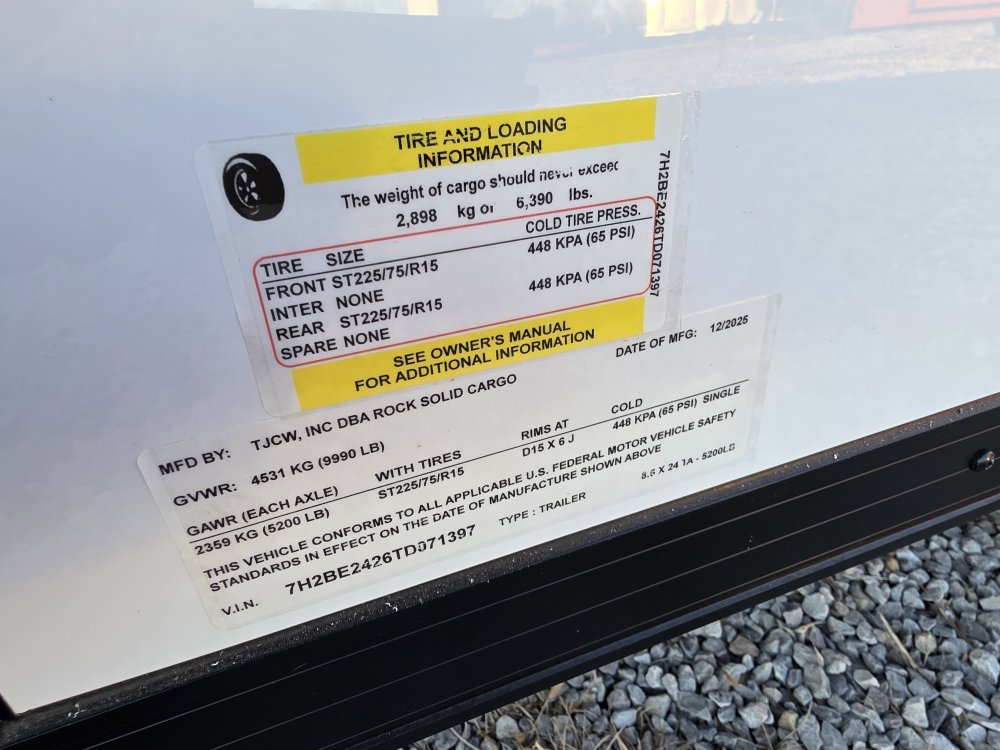 TIRE AND LOADING
INFORMATION
The weight of cargo should never exceed
2,898 kg or 6,390 lbs.
TIRE SIZE COLD TIRE PRESS.
FRONT ST225/75/R15 448 KPA (65 PSI)
INTER NONE
REAR ST225/75/R15 448 KPA (65 PSI)
SPARE NONE
SEE OWNER'S MANUAL
FOR ADDITIONAL INFORMATION
7H2BE2426TD071397
MFD BY: TJCW, INC DBA ROCK SOLID CARGO DATE OF MFG: 12/2025
GVWR: 4531 KG (9990 LB)
GAWR (EACH AXLE) WITH TIRES RIMS AT COLD
2359 KG (5200 LB) ST225/75/R15 D15 X 6 J 448 KPA (65 PSI) SINGLE
THIS VEHICLE CONFORMS TO ALL APPLICABLE U.S. FEDERAL MOTOR VEHICLE SAFETY
STANDARDS IN EFFECT ON THE DATE OF MANUFACTURE SHOWN ABOVE
V.I.N. 7H2BE2426TD071397 TYPE : TRAILER 8.5 X 24 TA - 5200LB